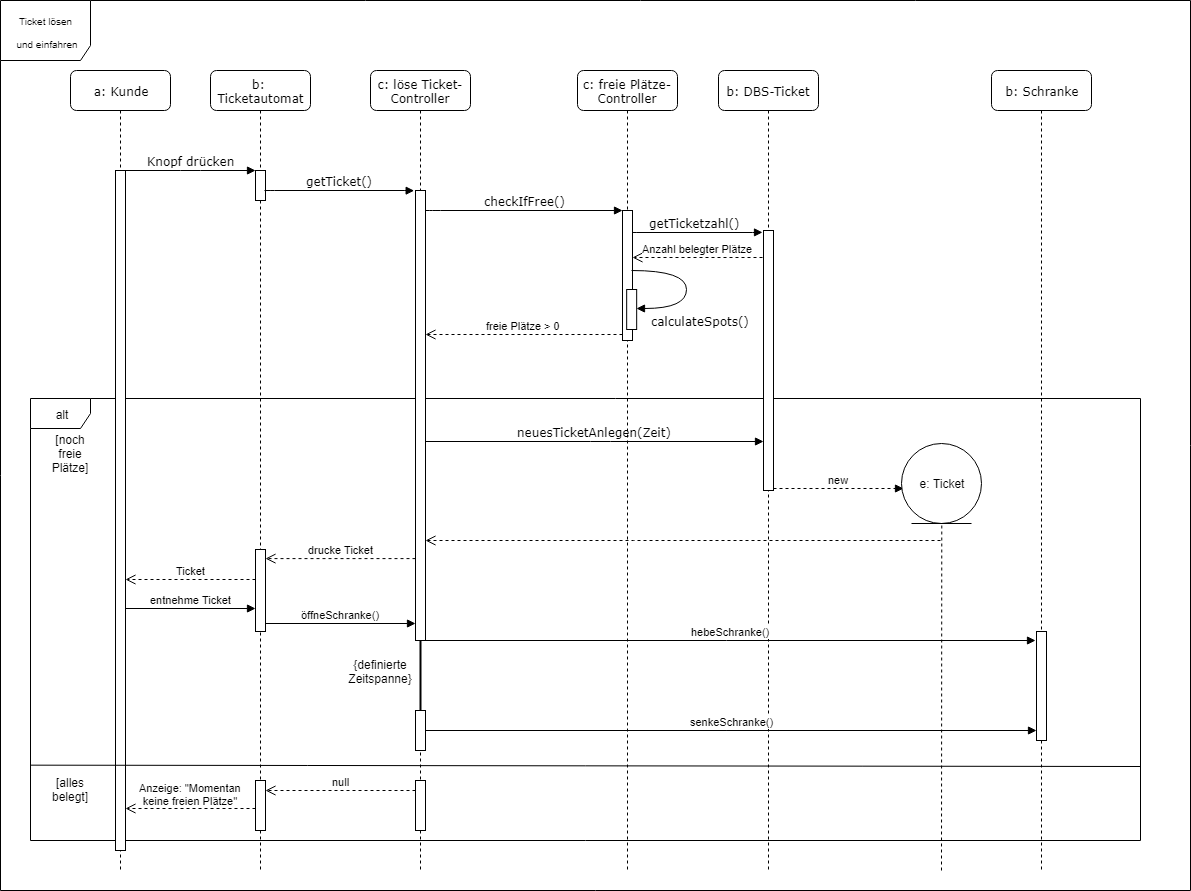 Ticket lösen
und einfahren
a: Kunde
b:
Ticketautomat
c: löse Ticket-
Controller
c: freie Plätze-
Controller
b: DBS-Ticket
b: Schranke
Knopf drücken
getTicket()
checkIfFree()
getTicketzahl()
Anzahl belegter Plätze
calculateSpots()
freie Plätze > 0
alt
[noch
freie
Plätze]
neuesTicketAnlegen(Zeit)
new
e: Ticket
drucke Ticket
Ticket
entnehme Ticket
öffneSchranke()
hebeSchranke()
{definierte
Zeitspanne}
senkeSchranke()
[alles
belegt]
null
Anzeige: "Momentan
keine freien Plätze"